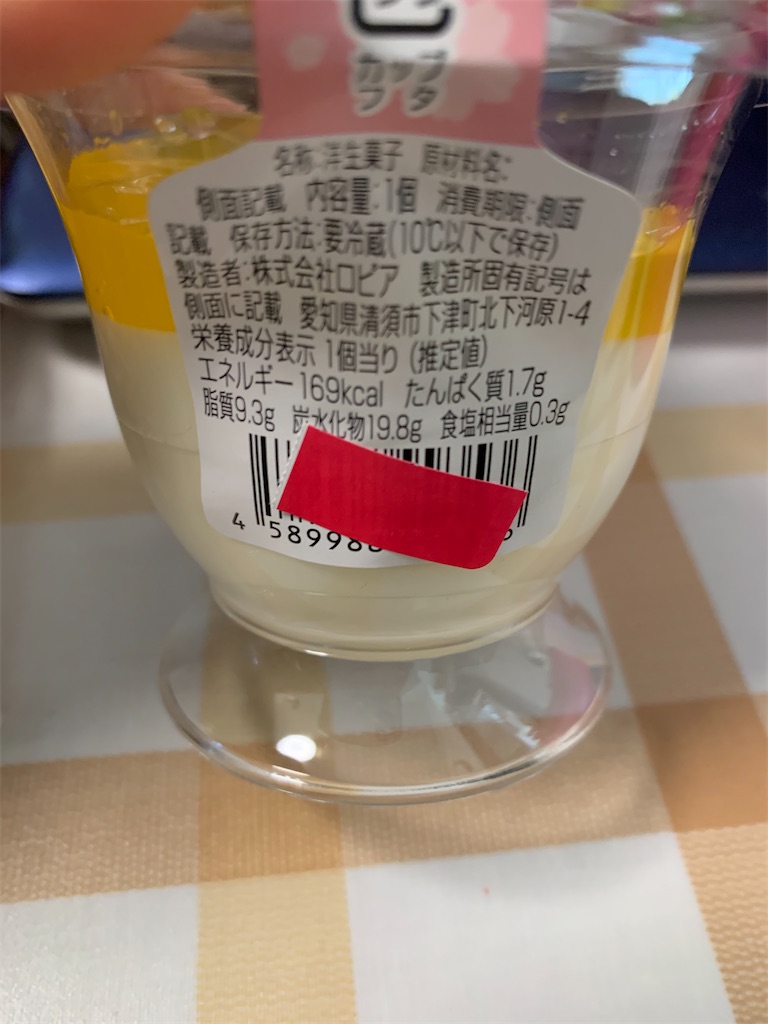 カップ
フタ
名称:洋生菓子 原材料名:
側面記載 内容量:1個 消費期限:側面
記載 保存方法:要冷蔵(10℃以下で保存)
製造者:株式会社ロピア 製造所固有記号は
側面に記載 愛知県清須市下津町北下河原1-4
栄養成分表示 1個当り (推定値)
エネルギー169kcal たんぱく質1.7g
脂質9.3g 炭水化物19.8g 食塩相当量0.3g
4 58998